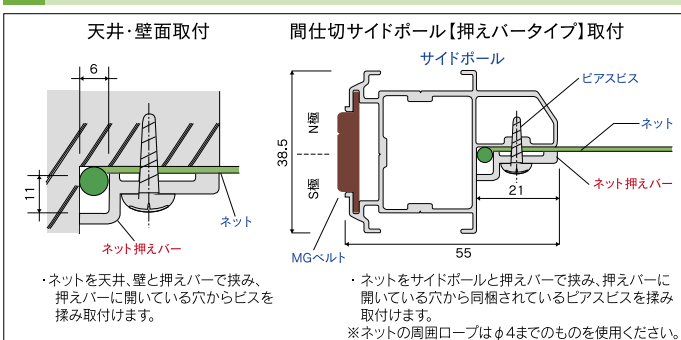 天井・壁面取付
6
11
ネット
ネット押えバー
・ネットを天井、壁と押えバーで挟み、
押えバーに開いている穴からビスを
揉み取付けます。
間仕切サイドポール【押えバータイプ】取付
サイドポール
ピアスビス
N極
ネット
38.5
S極
ネット押えバー
21
55
MGベルト
・ネットをサイドポールと押えバーで挟み、押えバーに
開いている穴から同梱されているピアスビスを揉み
取付けます。
※ネットの周囲ロープはφ4までのものを使用ください。